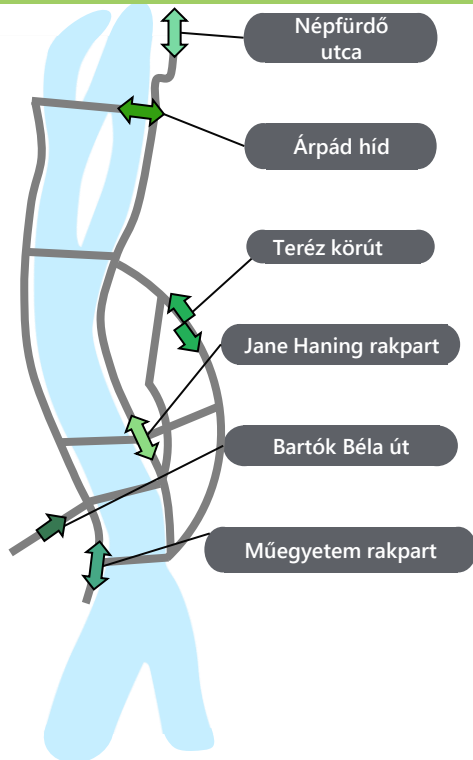 Népfürdő
utca
Árpád híd
Teréz körút
Jane Haning rakpart
Bartók Béla út
Műegyetem rakpart